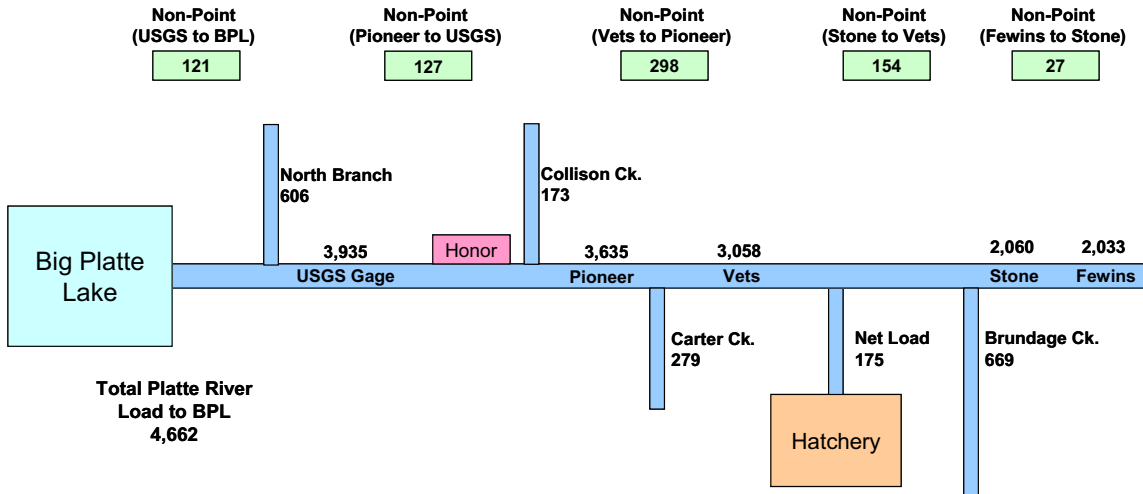 Non-Point
(USGS to BPL)
121
Non-Point
(Pioneer to USGS)
127
Non-Point
(Vets to Pioneer)
298
Non-Point
(Stone to Vets)
154
Non-Point
(Fewins to Stone)
27
North Branch
606
Collison Ck.
173
Big Platte
Lake
3,935
USGS Gage
Honor
3,635
Pioneer
3,058
Vets
2,060
Stone
2,033
Fewins
Carter Ck.
279
Net Load
175
Brundage Ck.
669
Total Platte River
Load to BPL
4,662
Hatchery